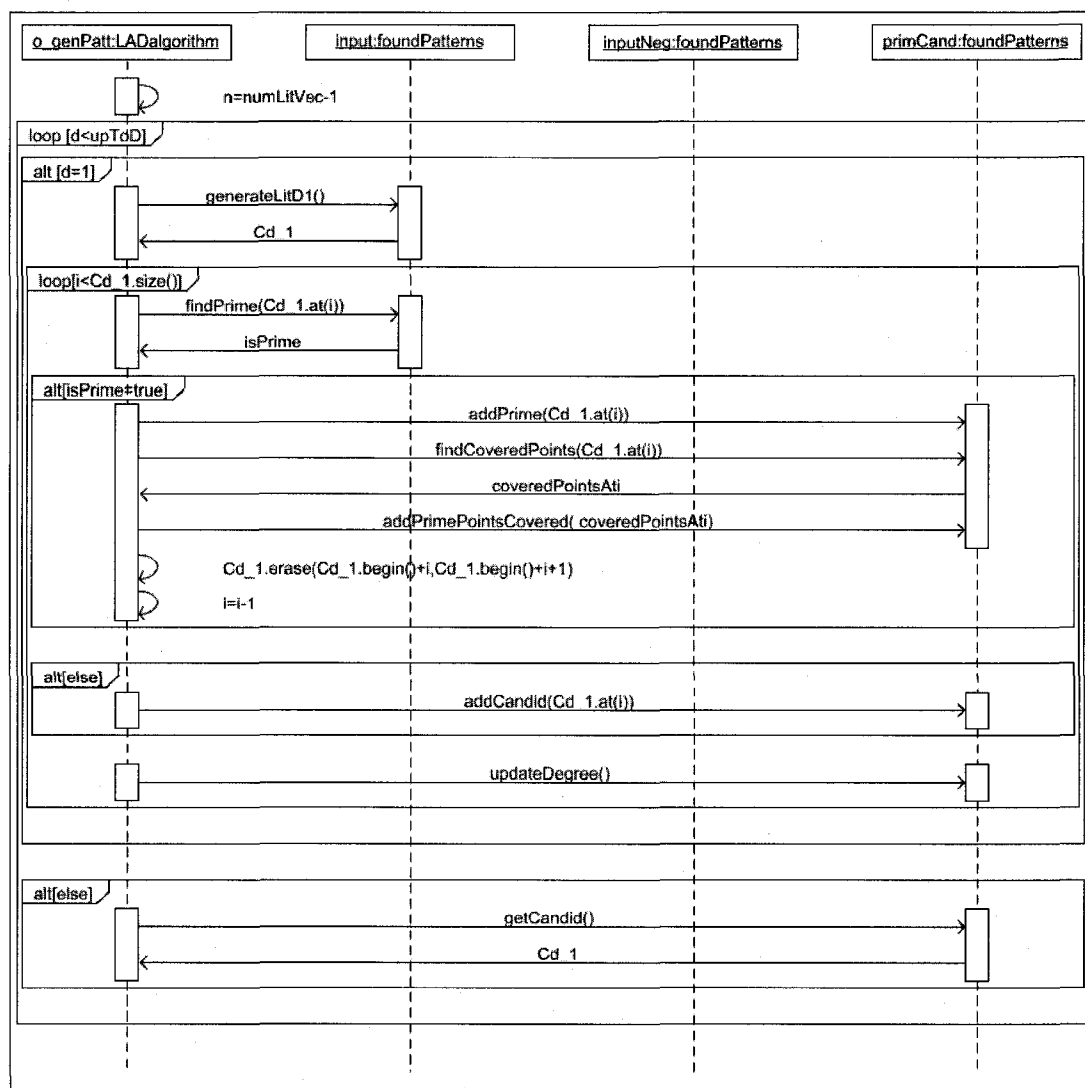 o_genPatt:LADalgorithm input:foundPatterns inputNeg:foundPatterns primCand:foundPatterns
n=numLitVec-1
loop [d<upToD]
alt [d=1]
generateLitD1()
Cd_1
loop[i<Cd_1.size()]
findPrime(Cd_1.at(i))
isPrime
alt[isPrime=true]
addPrime(Cd_1.at(i))
findCoveredPoints(Cd_1.at(i))
coveredPointsAti
addPrimePointsCovered( coveredPointsAti)
Cd_1.erase(Cd_1.begin()+i,Cd_1.begin()+i+1)
i=i-1
alt[else]
addCandid(Cd_1.at(i))
updateDegree()
alt[else]
getCandid()
Cd_1